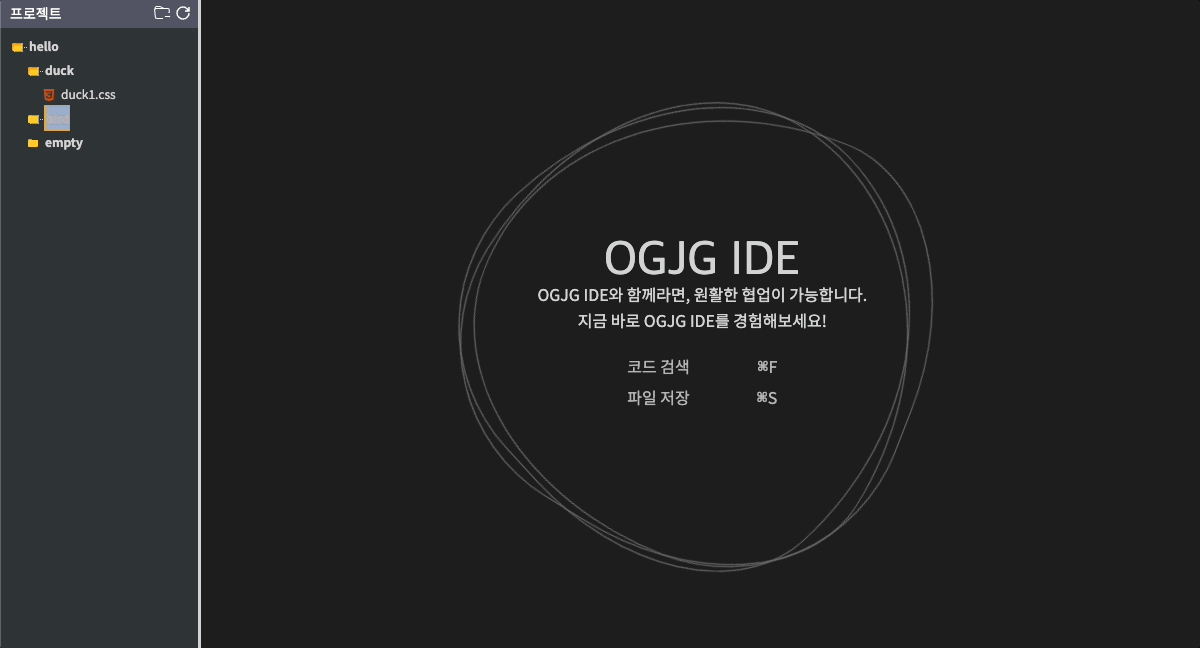 프로젝트
hello
duck
duck1.css
empty
OGJG IDE
OGJG IDE와 함께라면, 원활한 협업이 가능합니다.
지금 바로 OGJG IDE를 경험해보세요!
코드 검색 ⌘F
파일 저장 ⌘S